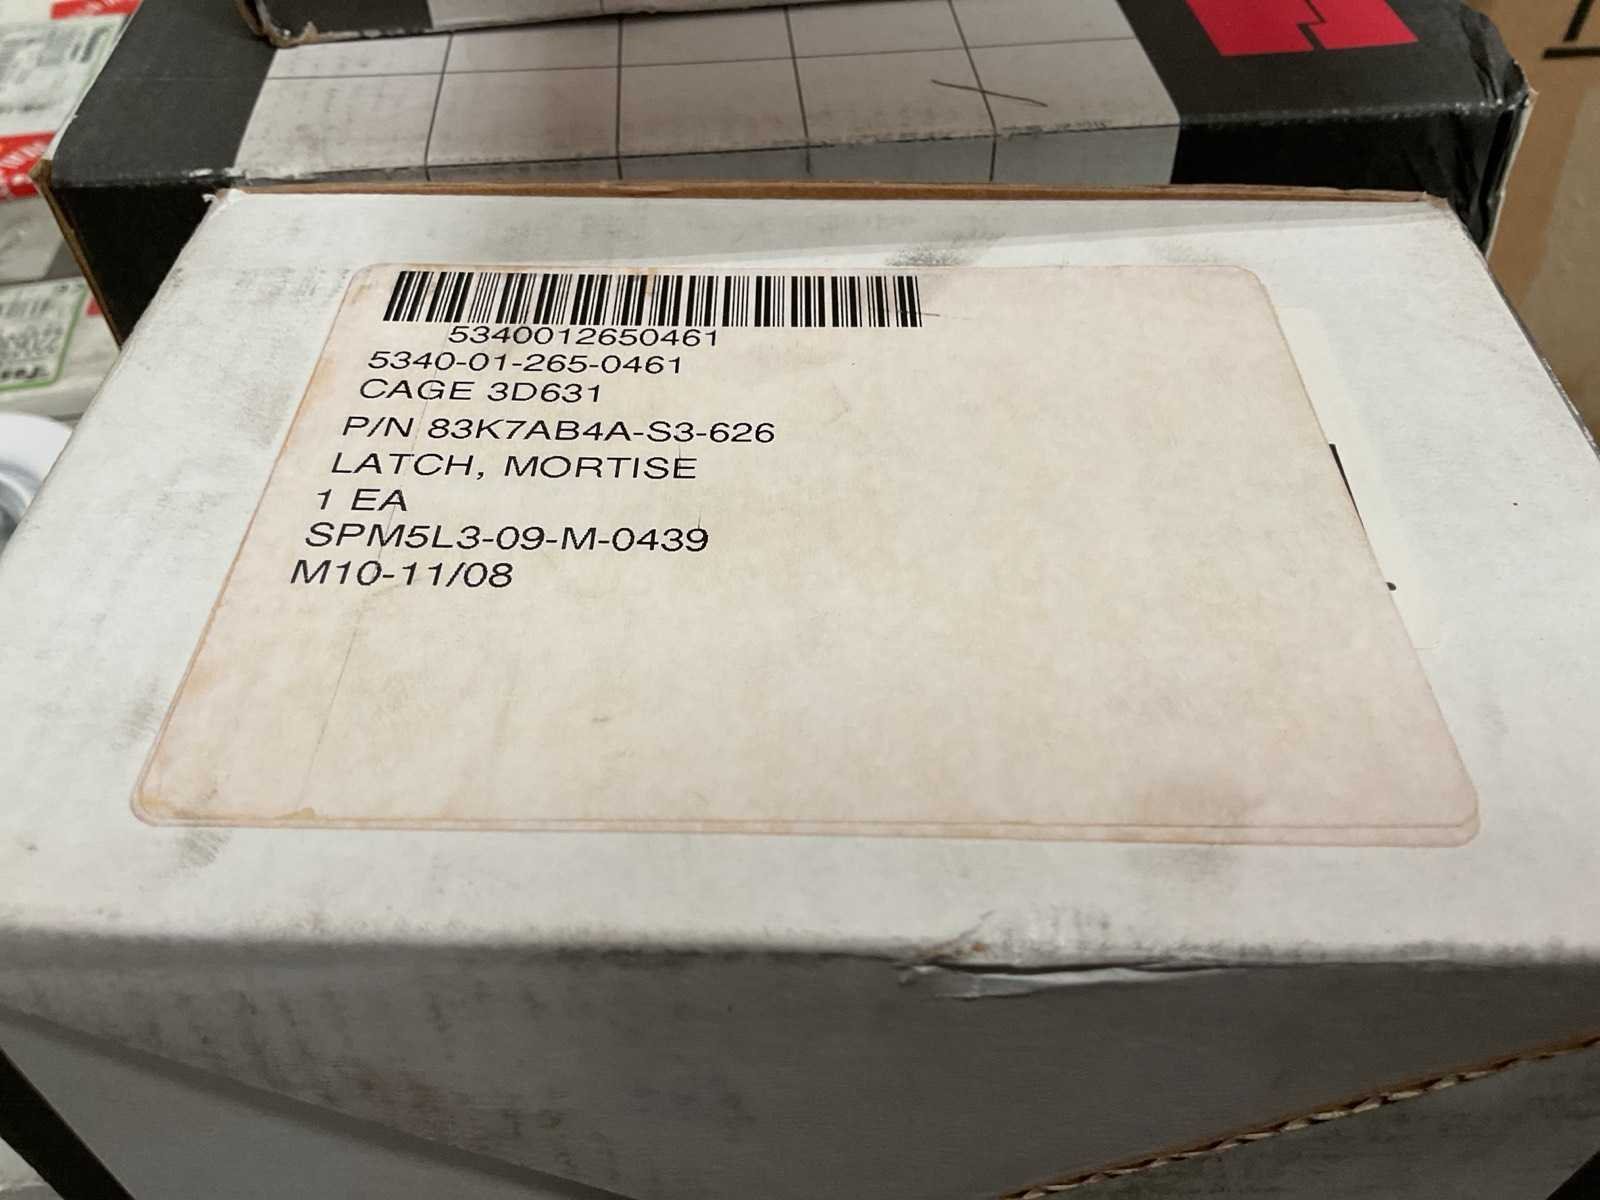 5340012650461
5340-01-265-0461
CAGE 3D631
P/N 83K7AB4A-S3-626
LATCH, MORTISE
1 EA
SPM5L3-09-M-0439
M10-11/08